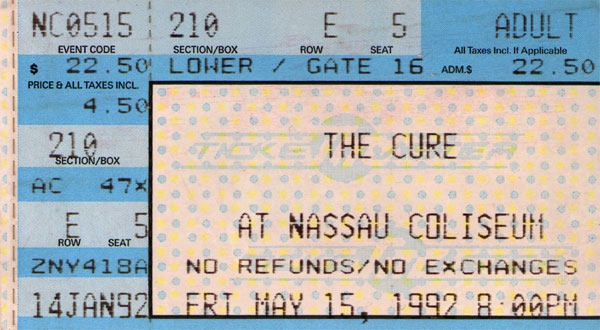 NC0515 210 E 5 ADULT
EVENT CODE SECTION/BOX ROW SEAT All Taxes Incl. If Applicable
$ 22.50 LOWER / GATE 16 ADM.$ 22.50
PRICE & ALL TAXES INCL.
4.50
TICKETMASTER
210 THE CURE
SECTION/BOX
AC 47X
E 5 AT NASSAU COLISEUM
ROW SEAT
ZNY418A NO REFUNDS/NO EXCHANGES
14JAN92 FRI MAY 15, 1992 8:00PM